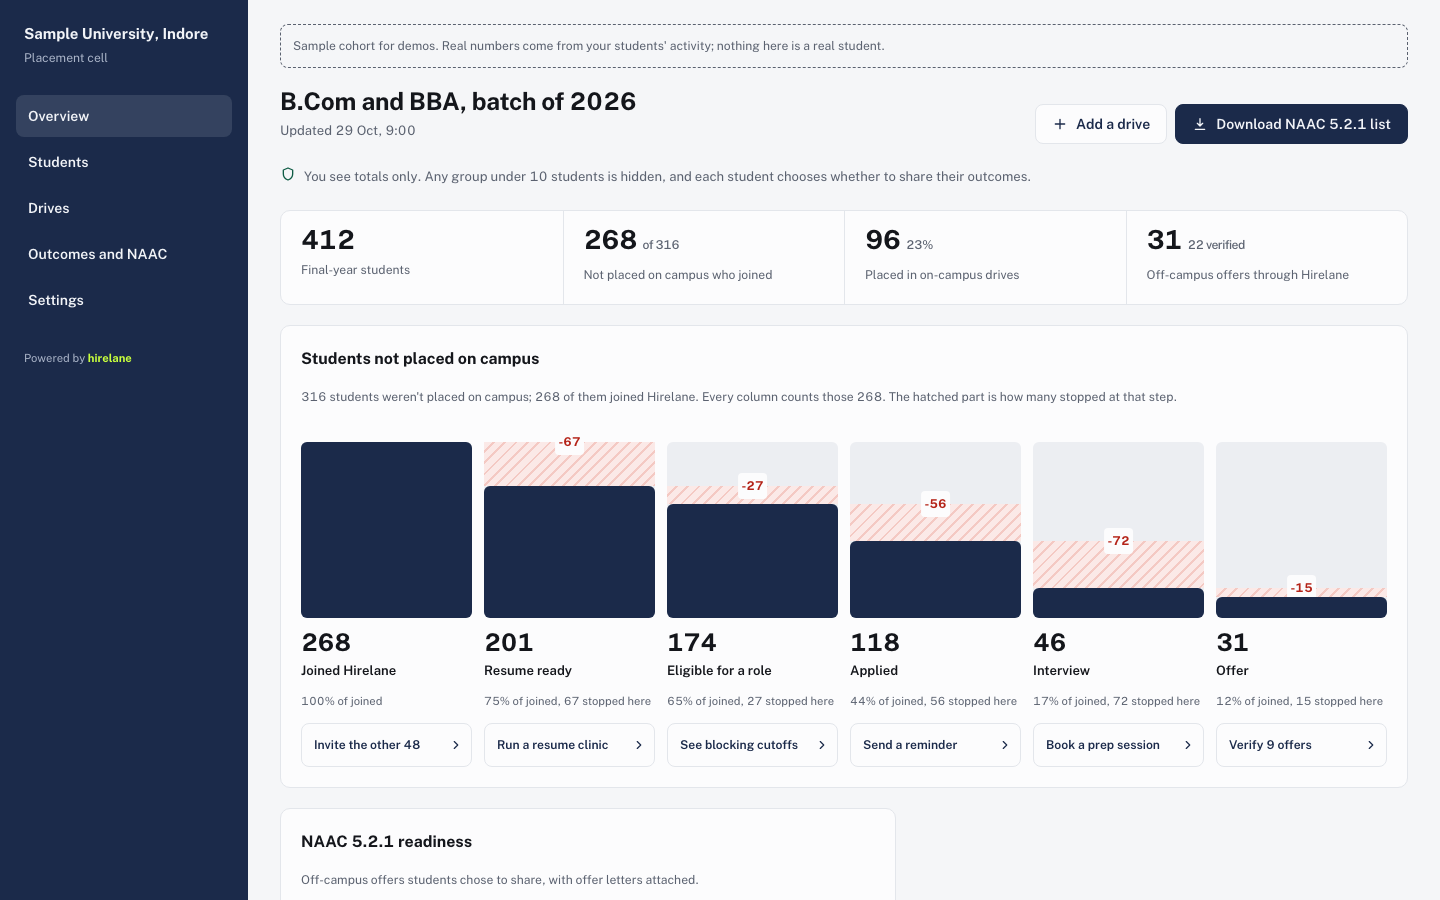 Sample University, Indore
Placement cell
Overview
Students
Drives
Outcomes and NAAC
Settings
Powered by hirelane
Sample cohort for demos. Real numbers come from your students' activity; nothing here is a real student.
B.Com and BBA, batch of 2026
Updated 29 Oct, 9:00
Add a drive
Download NAAC 5.2.1 list
You see totals only. Any group under 10 students is hidden, and each student chooses whether to share their outcomes.
412
Final-year students
268 of 316
Not placed on campus who joined
96 23%
Placed in on-campus drives
31 22 verified
Off-campus offers through Hirelane
Students not placed on campus
316 students weren't placed on campus; 268 of them joined Hirelane. Every column counts those 268. The hatched part is how many stopped at that step.
-67
-27
-56
-72
-15
268
Joined Hirelane
100% of joined
Invite the other 48
201
Resume ready
75% of joined, 67 stopped here
Run a resume clinic
174
Eligible for a role
65% of joined, 27 stopped here
See blocking cutoffs
118
Applied
44% of joined, 56 stopped here
Send a reminder
46
Interview
17% of joined, 72 stopped here
Book a prep session
31
Offer
12% of joined, 15 stopped here
Verify 9 offers
NAAC 5.2.1 readiness
Off-campus offers students chose to share, with offer letters attached.